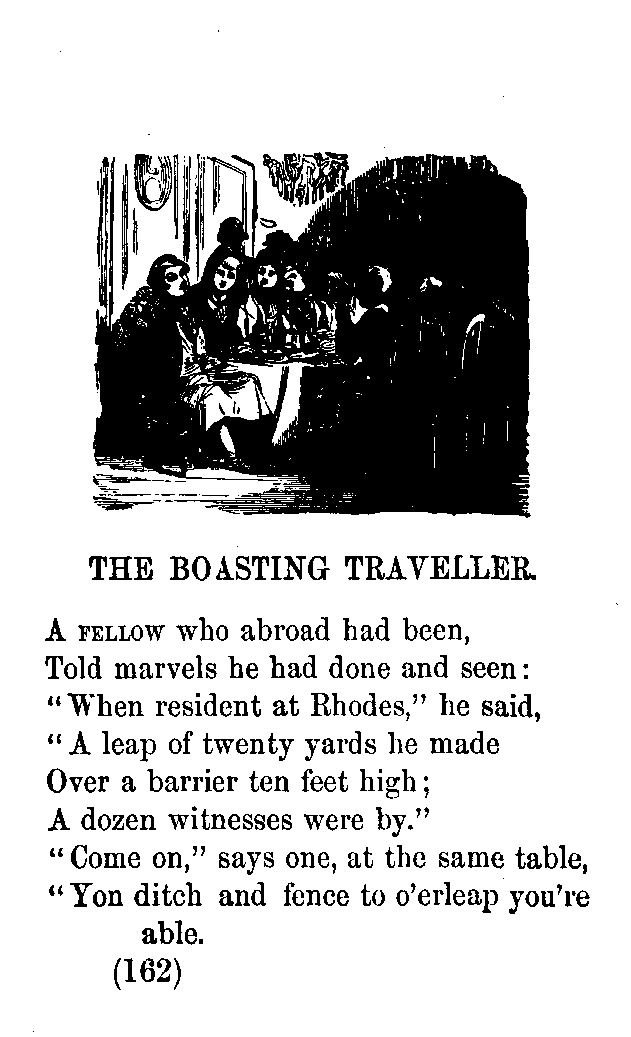 THE BOASTING TRAVELLER.
A FELLOW who abroad had been,
Told marvels he had done and seen:
“When resident at Rhodes,” he said,
“A leap of twenty yards he made
Over a barrier ten feet high;
A dozen witnesses were by.”
“Come on,” says one, at the same table,
“Yon ditch and fence to o’erleap you’re
able.
(162)